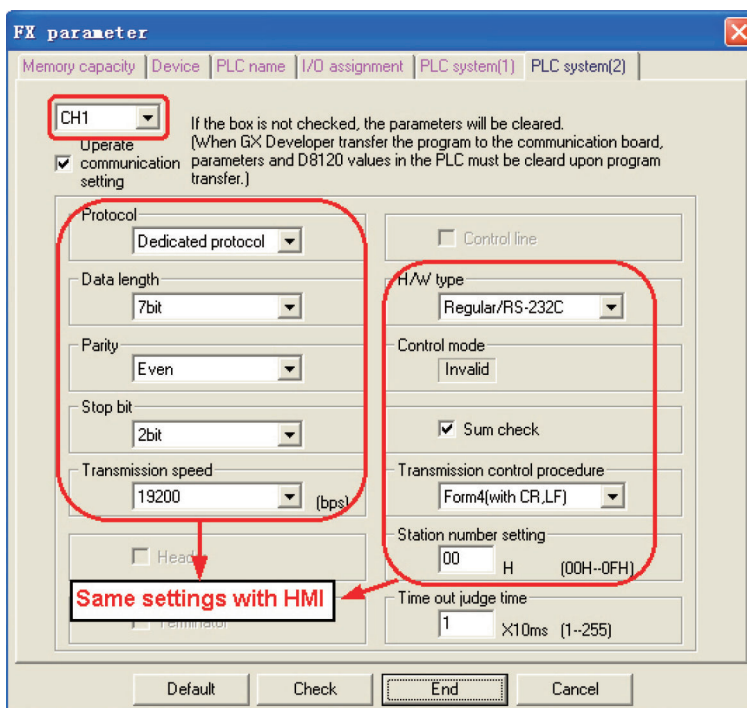 FX parameter
Memory capacity Device PLC name I/O assignment PLC system(1) PLC system(2)
CH1
If the box is not checked, the parameters will be cleared.
(When GX Developer transfer the program to the communication board,
parameters and D8120 values in the PLC must be cleard upon program
transfer.)
Operate
communication
setting
Protocol
Dedicated protocol
Control line
Data length
7bit
H/W type
Regular/RS-232C
Parity
Even
Control mode
Invalid
Stop bit
2bit
Sum check
Transmission speed
19200 (bps)
Transmission control procedure
Form4(with CR,LF)
Header
Station number setting
00 H (00H--0FH)
Same settings with HMI
Terminator
Time out judge time
1 X10ms (1--255)
Default Check End Cancel